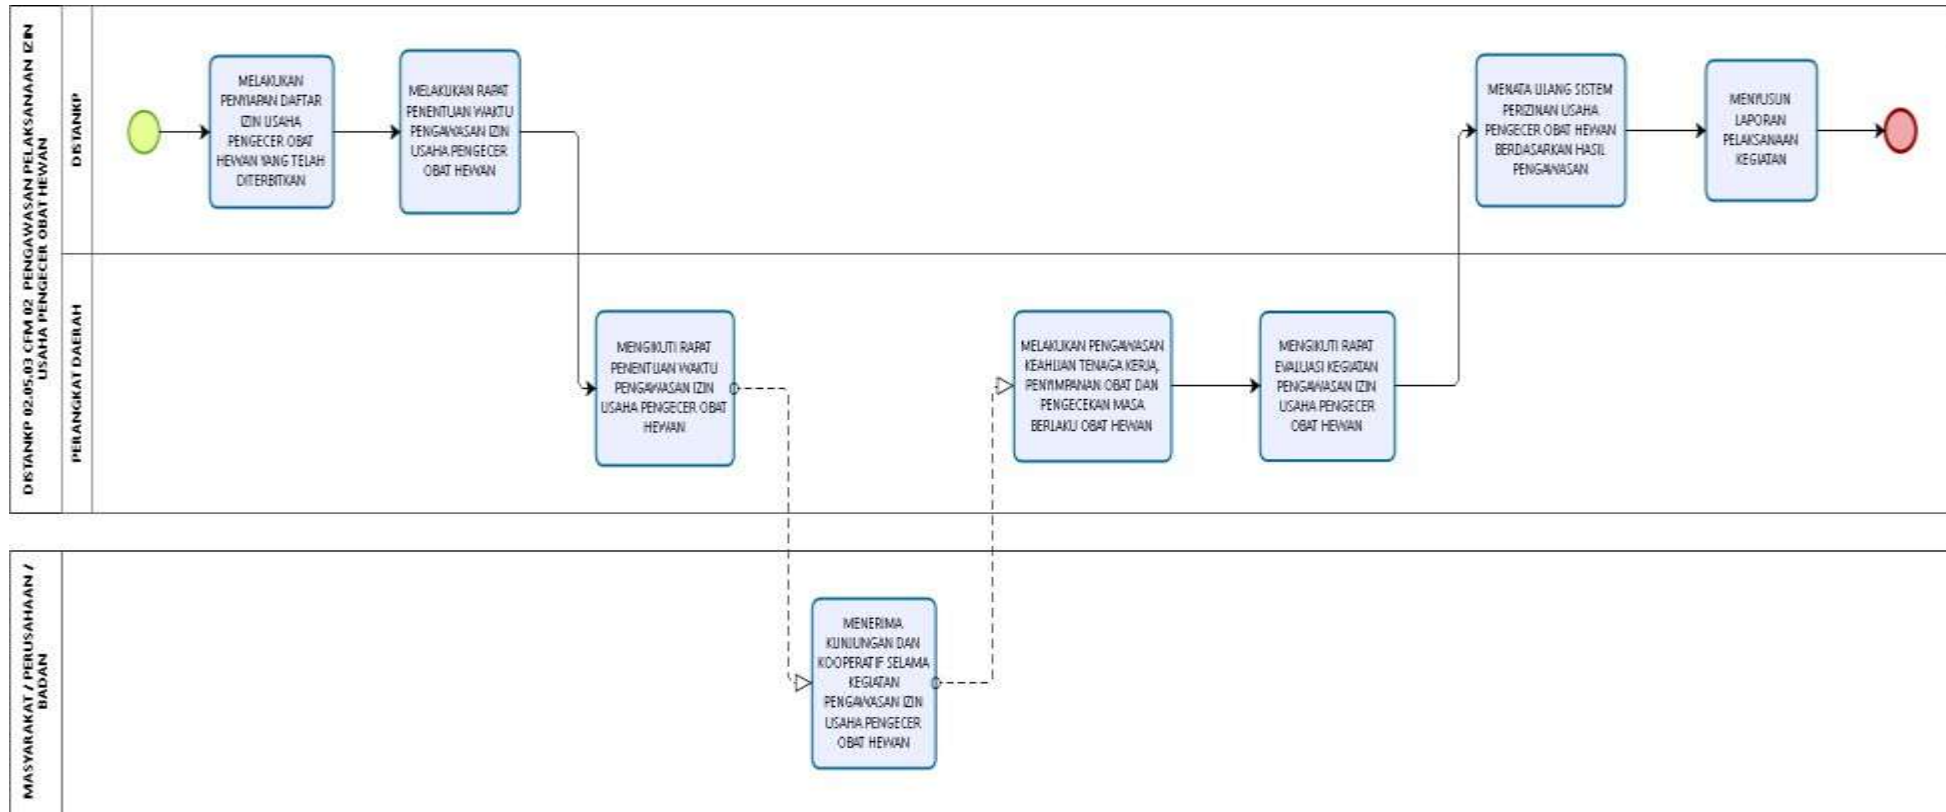 DISTANKP 02.05.03 CFM 02 PENGAWASAN PELAKSANAAN IZIN
USAHA PENGECER OBAT HEWAN
DISTANKP
MELAKUKAN
PENYIAPAN DAFTAR
IZIN USAHA
PENGECER OBAT
HEWAN YANG TELAH
DITERBITKAN
MELAKUKAN RAPAT
PENENTUAN WAKTU
PENGAWASAN IZIN
USAHA PENGECER
OBAT HEWAN
MENATA ULANG SISTEM
PERIZINAN USAHA
PENGECER OBAT HEWAN
BERDASARKAN HASIL
PENGAWASAN
MENYUSUN
LAPORAN
PELAKSANAAN
KEGIATAN
PERANGKAT DAERAH
MENGIKUTI RAPAT
PENENTUAN WAKTU
PENGAWASAN IZIN
USAHA PENGECER OBAT
HEWAN
MELAKUKAN PENGAWASAN
KEAHLIAN TENAGA KERJA,
PENYIMPANAN OBAT DAN
PENGECEKAN MASA
BERLAKU OBAT HEWAN
MENGIKUTI RAPAT
EVALUASI KEGIATAN
PENGAWASAN IZIN
USAHA PENGECER
OBAT HEWAN
MASYARAKAT / PERUSAHAAN /
BADAN
MENERIMA
KUNJUNGAN DAN
KOOPERATIF SELAMA
KEGIATAN
PENGAWASAN IZIN
USAHA PENGECER
OBAT HEWAN